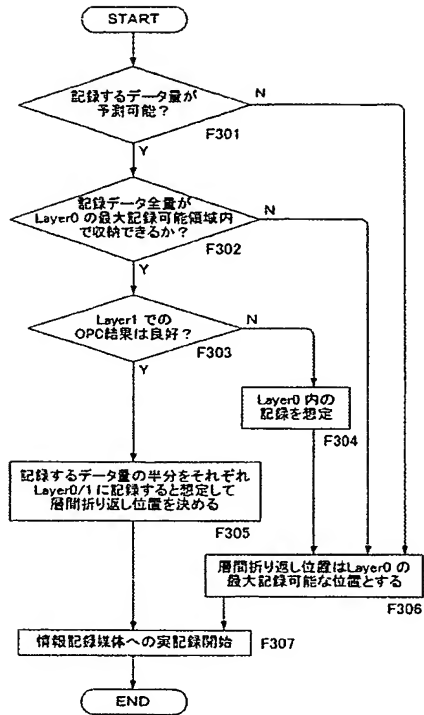 START
記録するデータ量が
予測可能？
N
F301
Y
記録データ全量が
Layer0 の最大記録可能領域内
で収納できるか？
N
F302
Y
Layer1 での
OPC結果は良好？
N
F303
Y
Layer0 内の
記録を想定
F304
記録するデータ量の半分をそれぞれ
Layer0/1 に記録すると想定して
層間折り返し位置を決める
F305
層間折り返し位置はLayer0 の
最大記録可能な位置とする
F306
情報記録媒体への実記録開始
F307
END